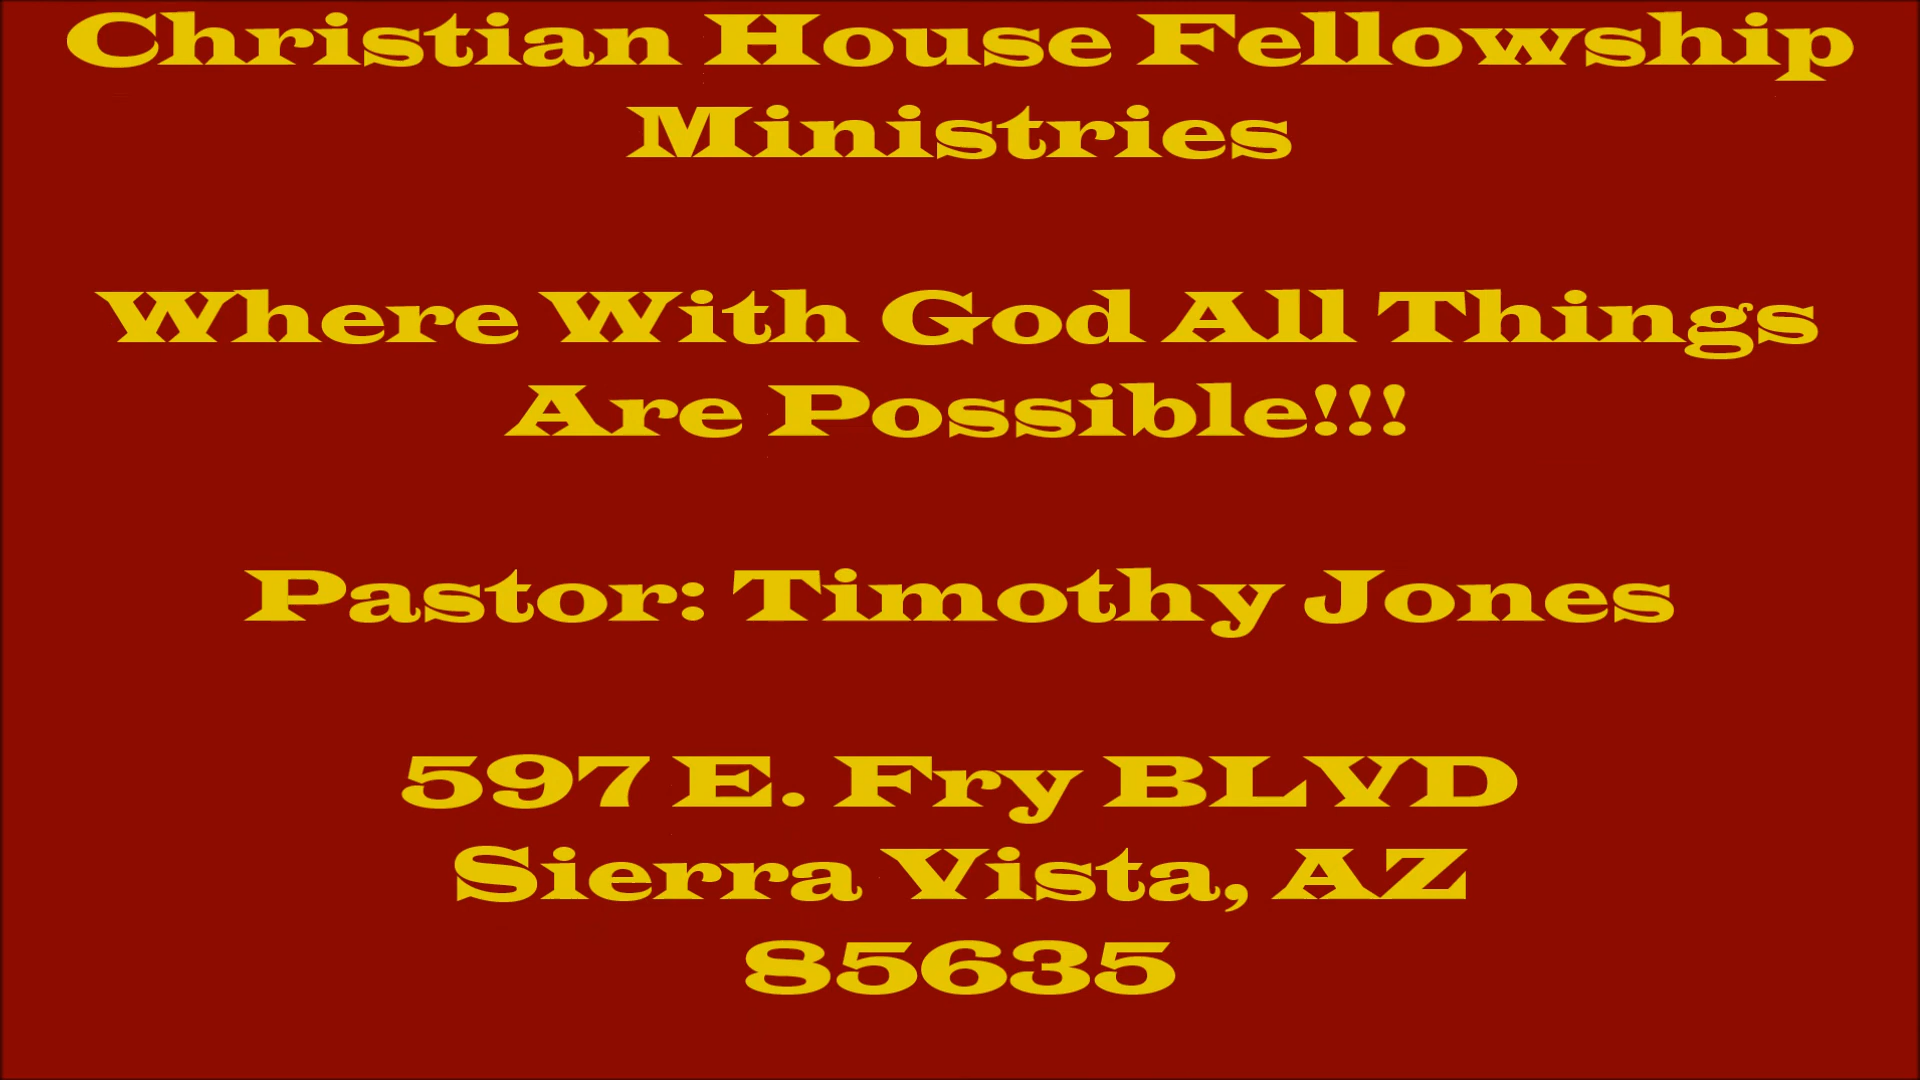 Christian House Fellowship
Ministries
Where With God All Things
Are Possible!!!
Pastor: Timothy Jones
597 E. Fry BLVD
Sierra Vista, AZ
85635